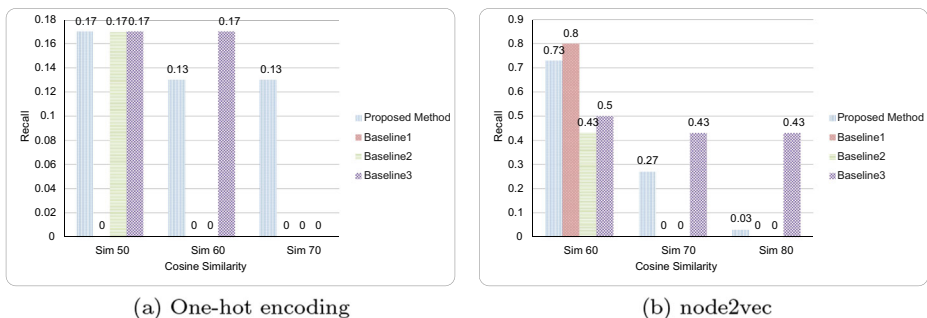 0.18
0.16
0.14
0.12
0.1
0.08
0.06
0.04
0.02
0
Recall
0.17
0
0.17
0.17
0.13
0
0
0.17
0.13
0
0
0
Sim 50
Sim 60
Sim 70
Cosine Similarity
Proposed Method
Baseline1
Baseline2
Baseline3
(a) One-hot encoding
0.9
0.8
0.7
0.6
0.5
0.4
0.3
0.2
0.1
0
Recall
0.73
0.8
0.43
0.5
0.27
0
0
0.43
0.03
0
0
0.43
Sim 60
Sim 70
Sim 80
Cosine Similarity
Proposed Method
Baseline1
Baseline2
Baseline3
(b) node2vec